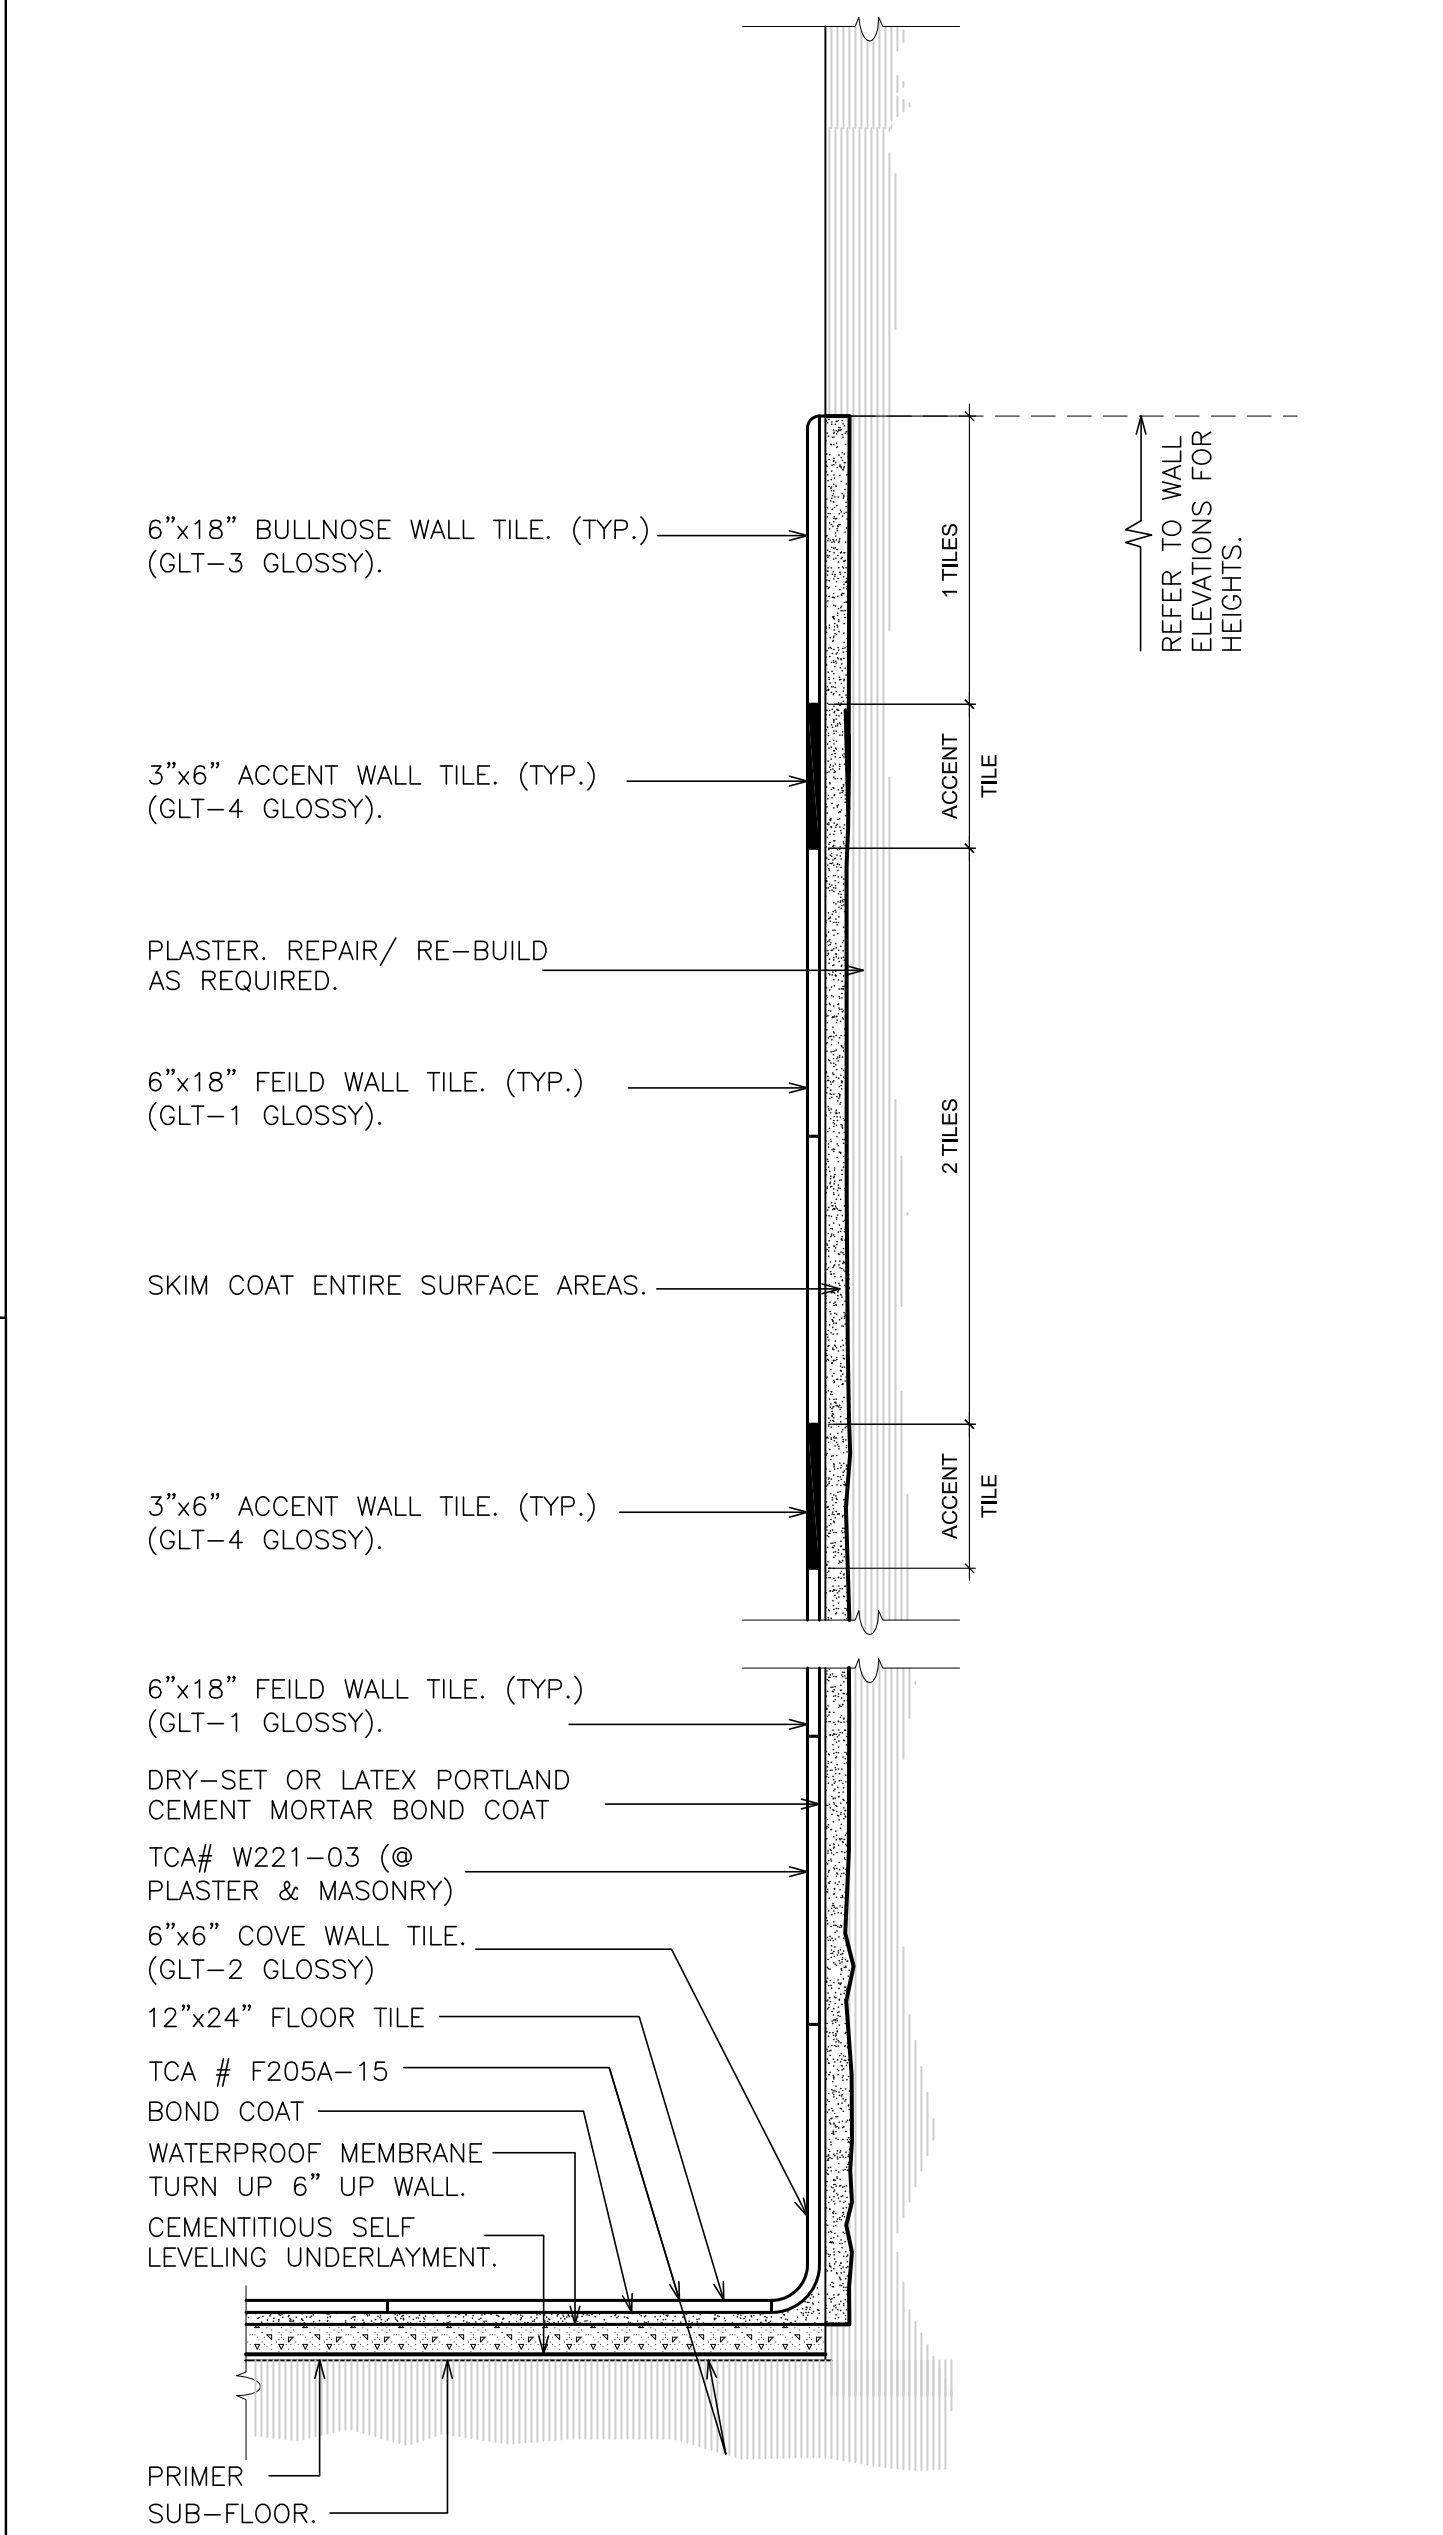 6”x18” BULLNOSE WALL TILE. (TYP.)
(GLT-3 GLOSSY).
3”x6” ACCENT WALL TILE. (TYP.)
(GLT-4 GLOSSY).
PLASTER. REPAIR/ RE-BUILD
AS REQUIRED.
6”x18” FEILD WALL TILE. (TYP.)
(GLT-1 GLOSSY).
SKIM COAT ENTIRE SURFACE AREAS.
3”x6” ACCENT WALL TILE. (TYP.)
(GLT-4 GLOSSY).
6”x18” FEILD WALL TILE. (TYP.)
(GLT-1 GLOSSY).
DRY-SET OR LATEX PORTLAND
CEMENT MORTAR BOND COAT
TCA# W221-03 (@
PLASTER & MASONRY)
6”x6” COVE WALL TILE.
(GLT-2 GLOSSY)
12”x24” FLOOR TILE
TCA # F205A-15
BOND COAT
WATERPROOF MEMBRANE
TURN UP 6” UP WALL.
CEMENTITIOUS SELF
LEVELING UNDERLAYMENT.
PRIMER
SUB-FLOOR.
1 TILES
ACCENT
TILE
2 TILES
ACCENT
TILE
REFER TO WALL
ELEVATIONS FOR
HEIGHTS.